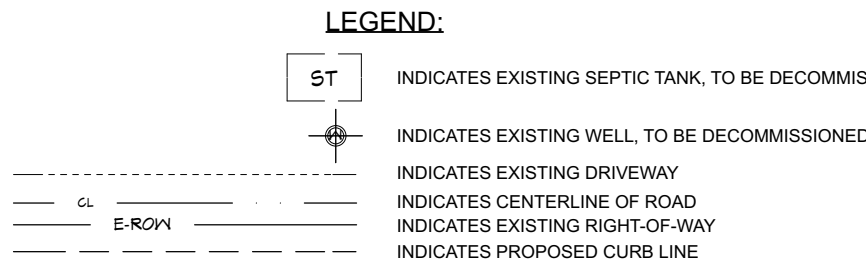 LEGEND:
ST INDICATES EXISTING SEPTIC TANK, TO BE DECOMMIS
W INDICATES EXISTING WELL, TO BE DECOMMISSIONED
INDICATES EXISTING DRIVEWAY
CL INDICATES CENTERLINE OF ROAD
E-ROW INDICATES EXISTING RIGHT-OF-WAY
INDICATES PROPOSED CURB LINE